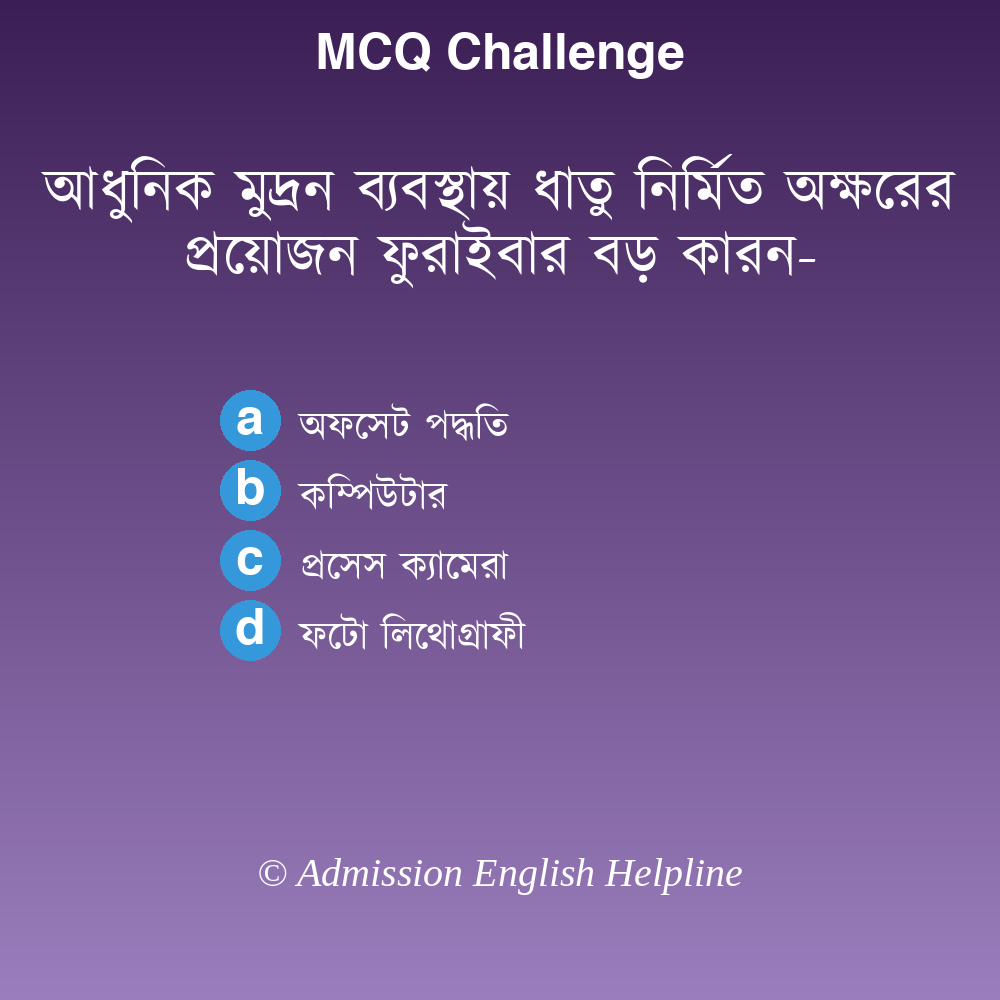 MCQ Challenge
আধুনিক মুদ্রন ব্যবস্থায় ধাতু নির্মিত অক্ষরের
প্রয়োজন ফুরাইবার বড় কারন-
a অফসেট পদ্ধতি
b কম্পিউটার
c প্রসেস ক্যামেরা
d ফটো লিথোগ্রাফী
© Admission English Helpline